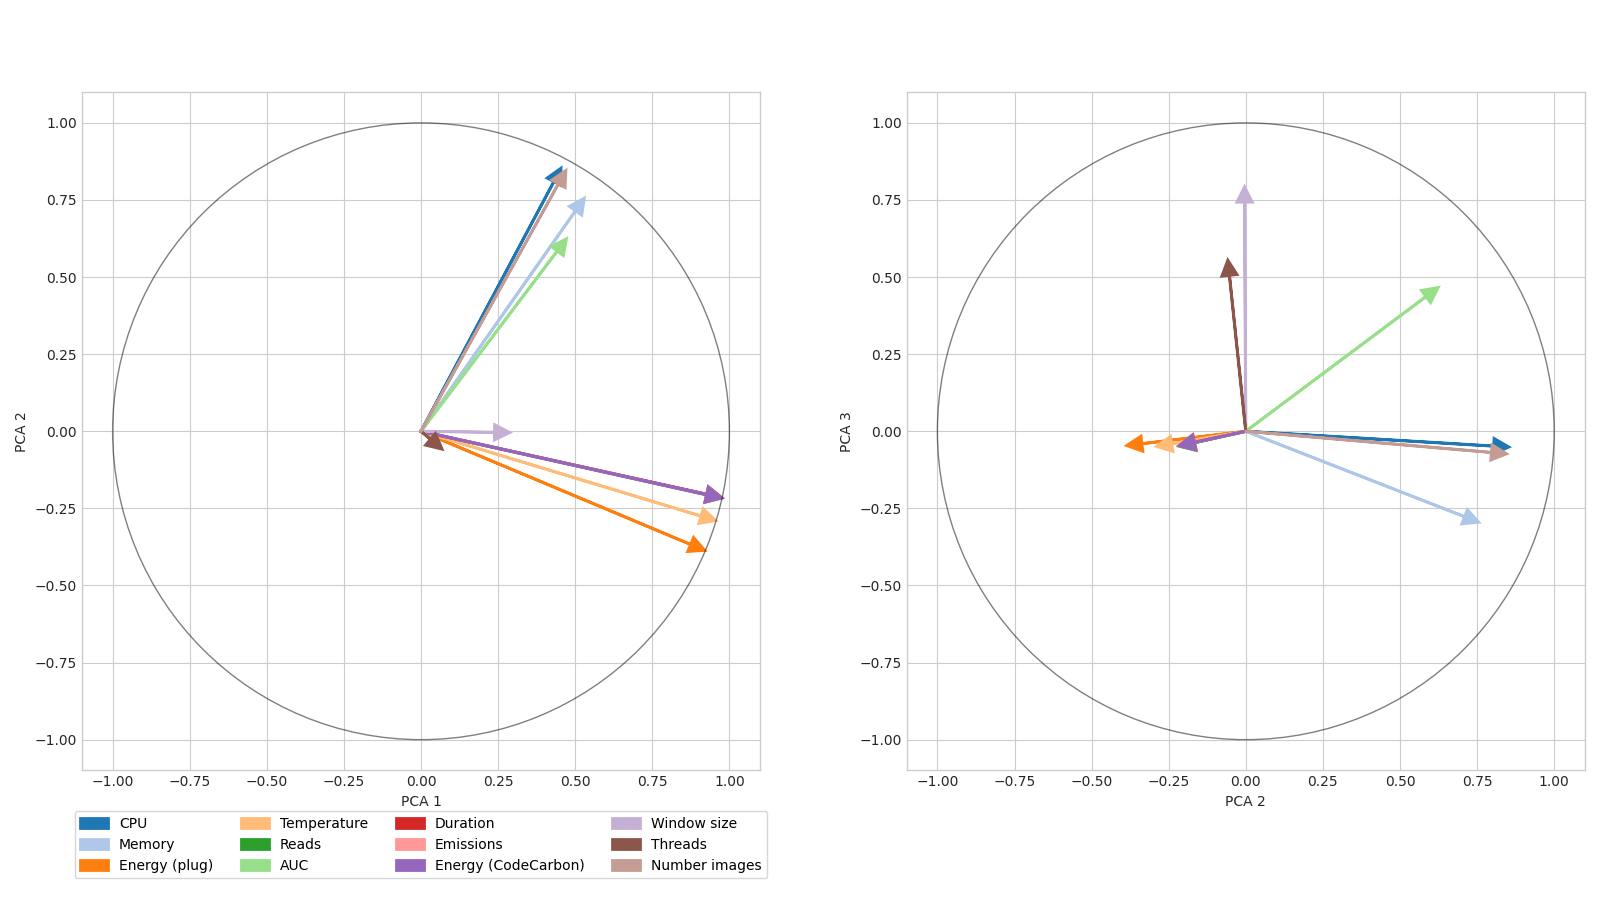 1.00
0.75
0.50
0.25
0.00
−0.25
−0.50
−0.75
−1.00
PCA 2
−1.00 −0.75 −0.50 −0.25 0.00 0.25 0.50 0.75 1.00
PCA 1
1.00
0.75
0.50
0.25
0.00
−0.25
−0.50
−0.75
−1.00
PCA 3
−1.00 −0.75 −0.50 −0.25 0.00 0.25 0.50 0.75 1.00
PCA 2
CPU Temperature Duration Window size
Memory Reads Emissions Threads
Energy (plug) AUC Energy (CodeCarbon) Number images